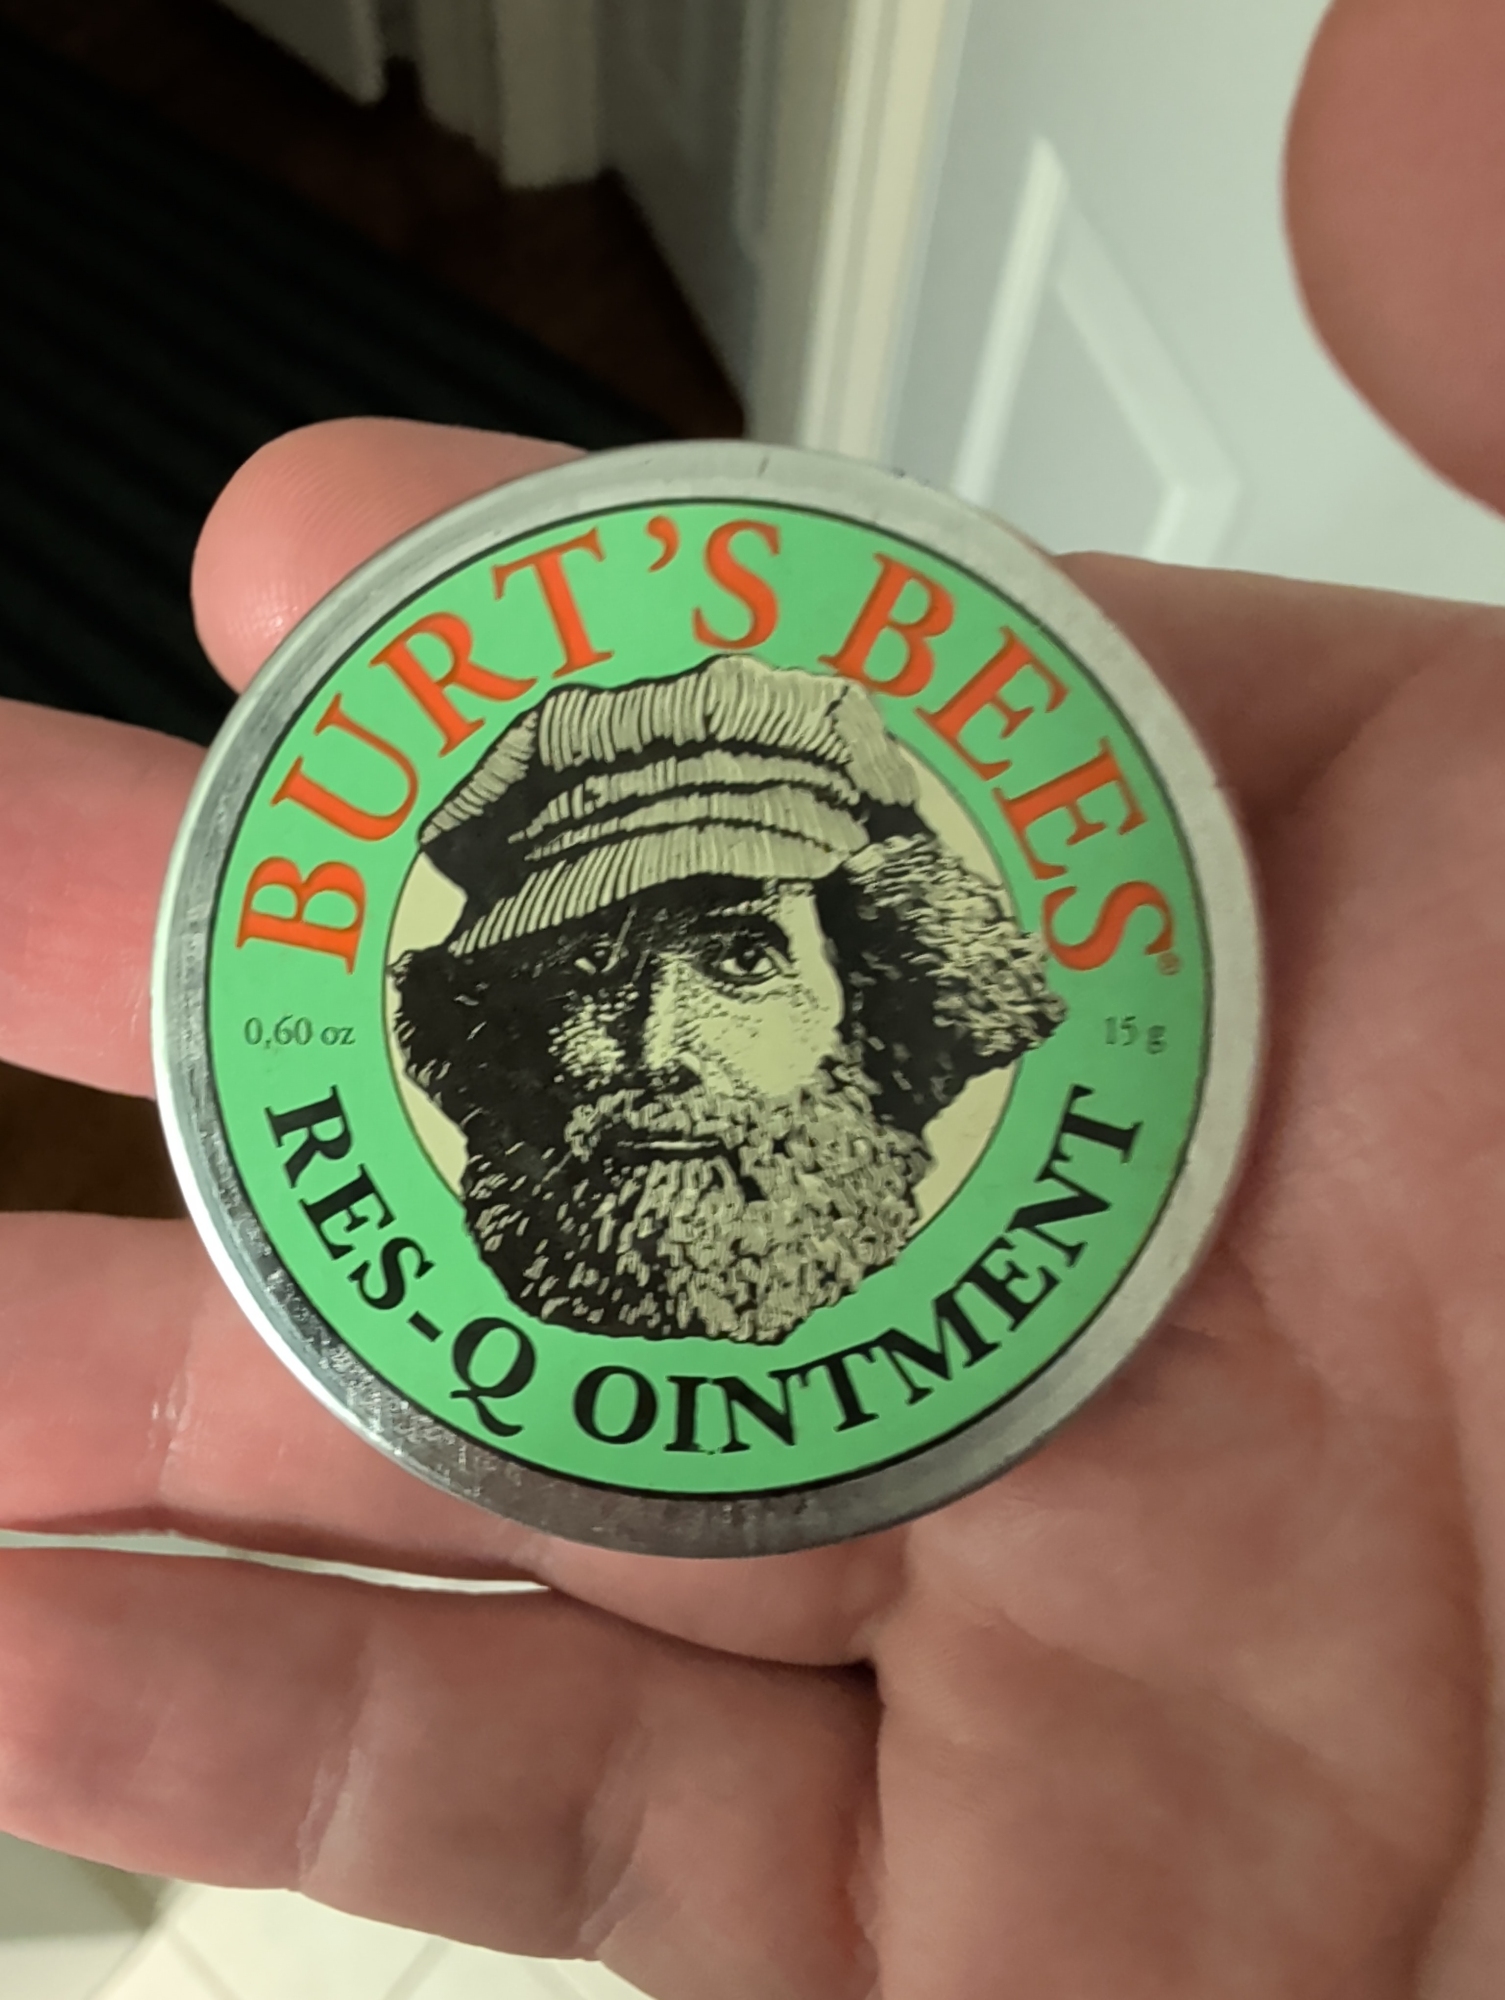 BURT'S BEES®
0,60 oz
15 g
RES-Q OINTMENT